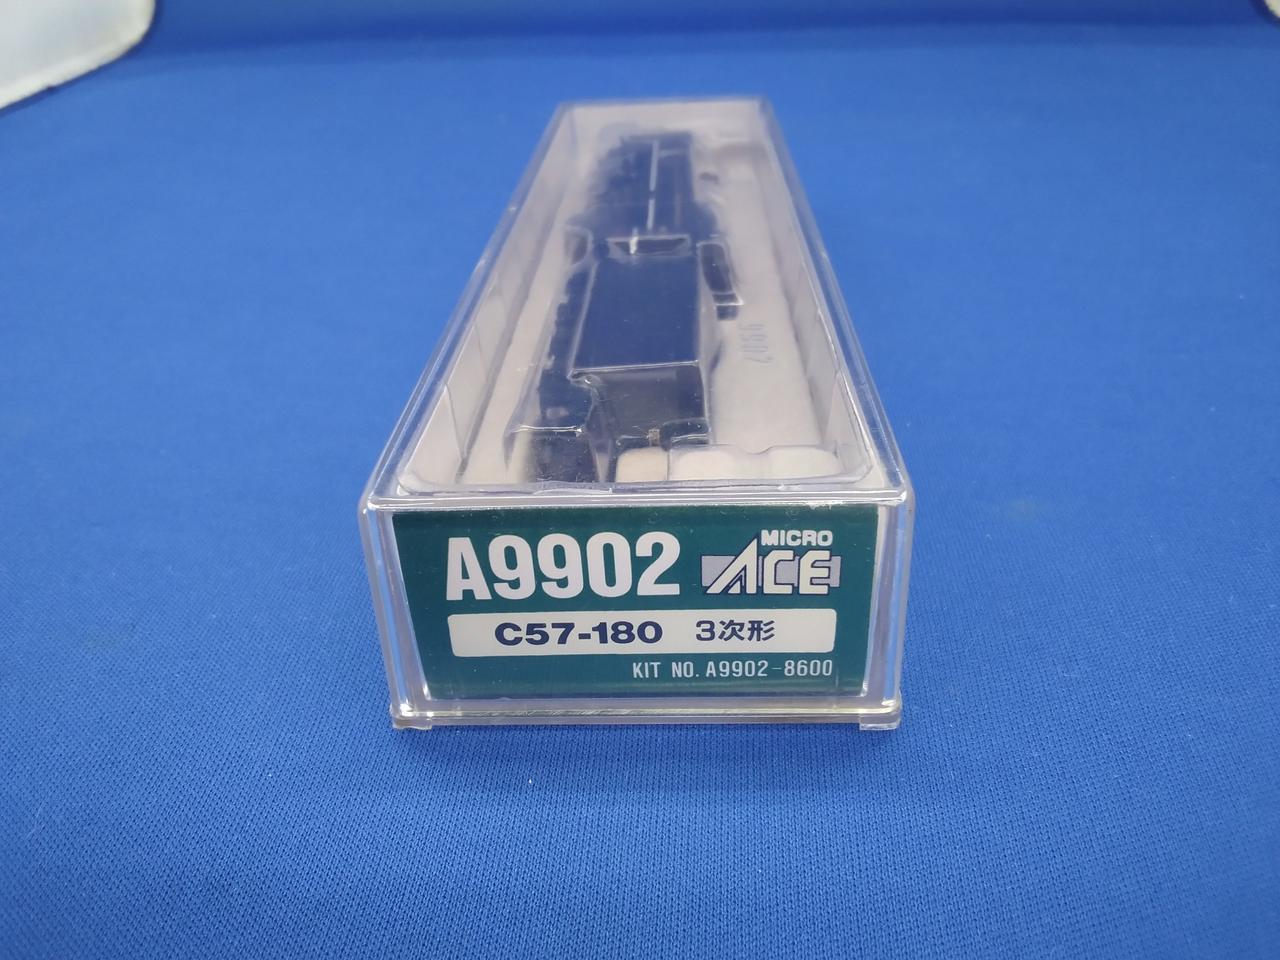 A9902 MICRO ACE
C57-180 3次形
KIT NO. A9902-8600